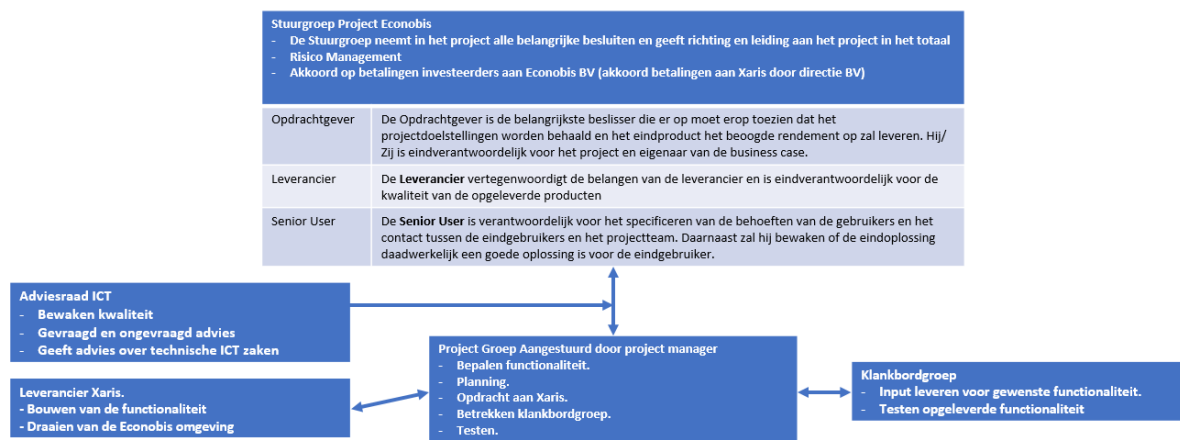 Stuurgroep Project Econobis
- De Stuurgroep neemt in het project alle belangrijke besluiten en geeft richting en leiding aan het project in het totaal
- Risico Management
- Akkoord op betalingen investeerders aan Econobis BV (akkoord betalingen aan Xaris door directie BV)
Opdrachtgever
De Opdrachtgever is de belangrijkste beslisser die er op moet erop toezien dat het
projectdoelstellingen worden behaald en het eindproduct het beoogde rendement op zal leveren. Hij/
Zij is eindverantwoordelijk voor het project en eigenaar van de business case.
Leverancier
De Leverancier vertegenwoordigt de belangen van de leverancier en is eindverantwoordelijk voor de
kwaliteit van de opgeleverde producten
Senior User
De Senior User is verantwoordelijk voor het specificeren van de behoeften van de gebruikers en het
contact tussen de eindgebruikers en het projectteam. Daarnaast zal hij bewaken of de eindoplossing
daadwerkelijk een goede oplossing is voor de eindgebruiker.
Adviesraad ICT
- Bewaken kwaliteit
- Gevraagd en ongevraagd advies
- Geeft advies over technische ICT zaken
Leverancier Xaris.
- Bouwen van de functionaliteit
- Draaien van de Econobis omgeving
Project Groep Aangestuurd door project manager
- Bepalen functionaliteit.
- Planning.
- Opdracht aan Xaris.
- Betrekken klankbordgroep.
- Testen.
Klankbordgroep
- Input leveren voor gewenste functionaliteit.
- Testen opgeleverde functionaliteit